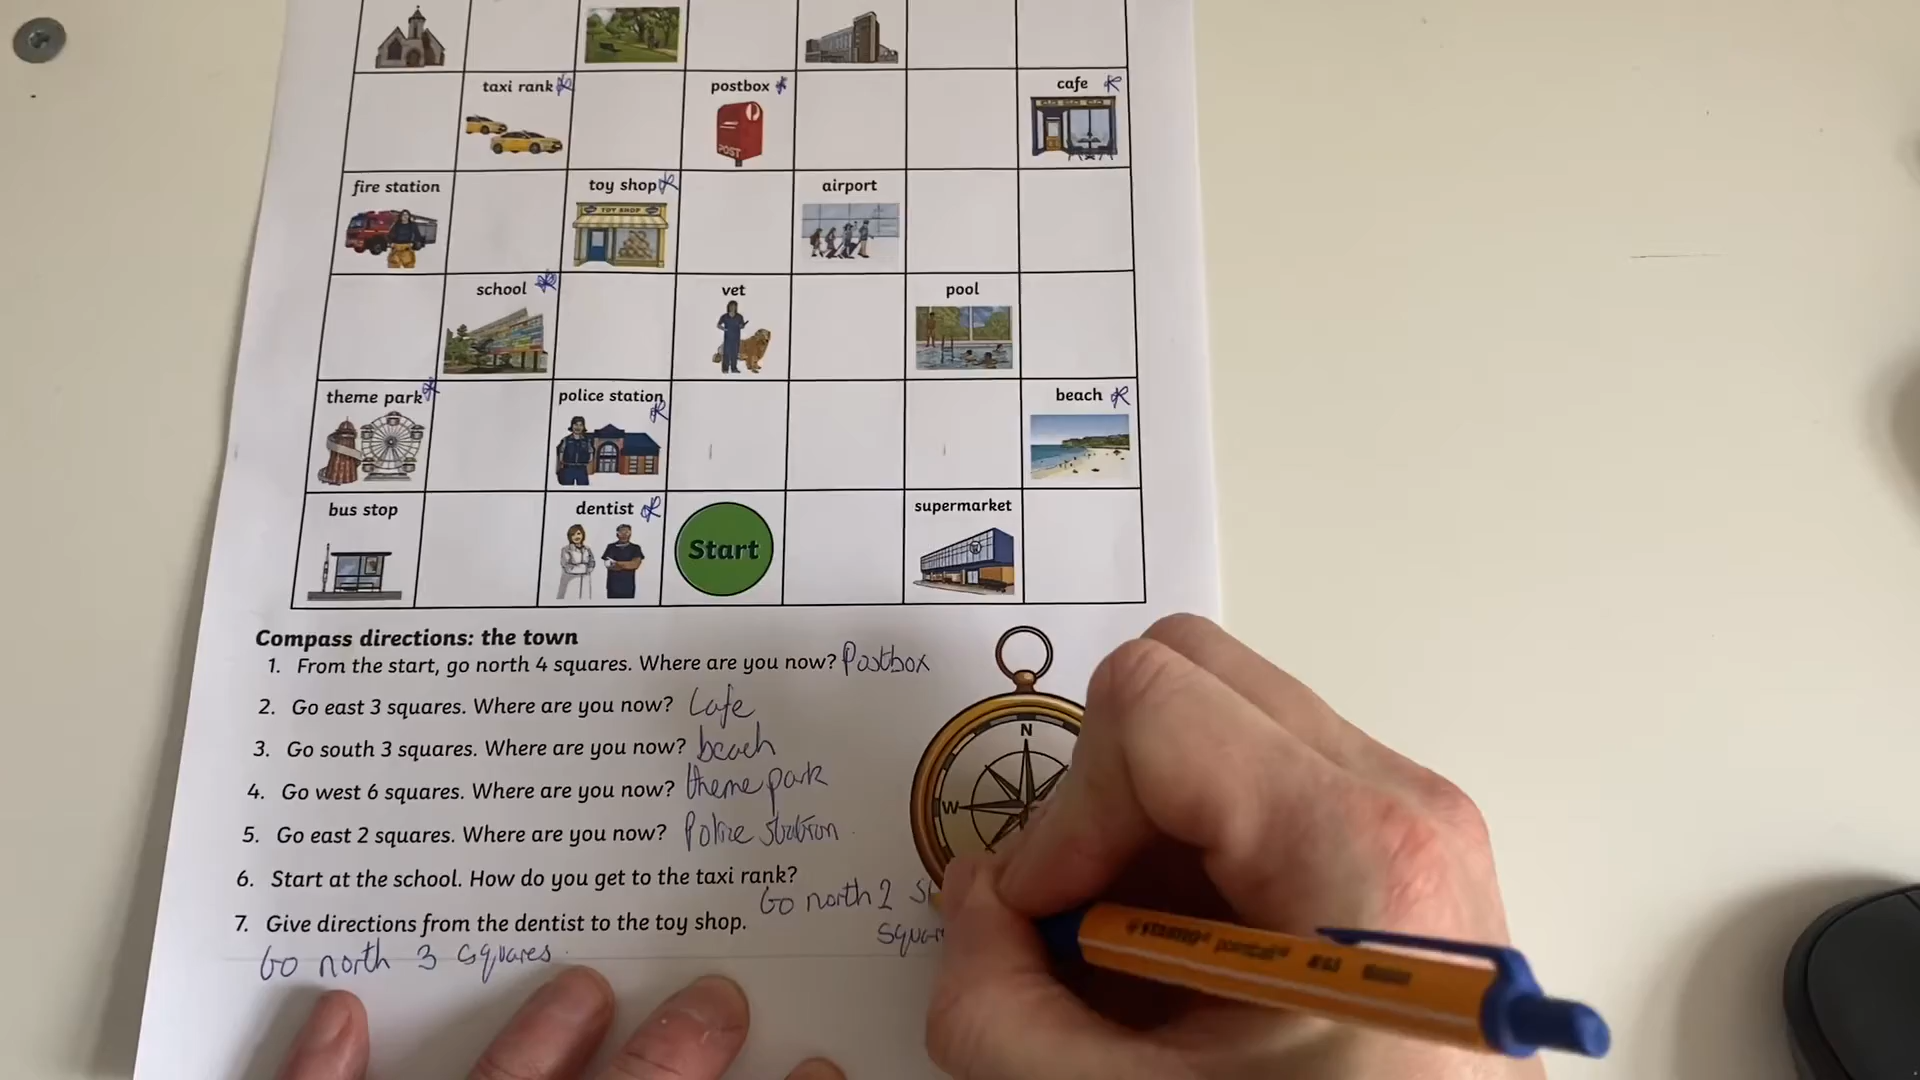 taxi rank
postbox
cafe
POST
fire station
toy shop
airport
TOY SHOP
school
vet
pool
theme park
police station
beach
bus stop
dentist
Start
supermarket
Compass directions: the town
1. From the start, go north 4 squares. Where are you now? Postbox
2. Go east 3 squares. Where are you now? Cafe
3. Go south 3 squares. Where are you now? beach
4. Go west 6 squares. Where are you now? theme park
5. Go east 2 squares. Where are you now? Police station
6. Start at the school. How do you get to the taxi rank?
Go north 2
7. Give directions from the dentist to the toy shop.
Go north 3 squares.
N
W